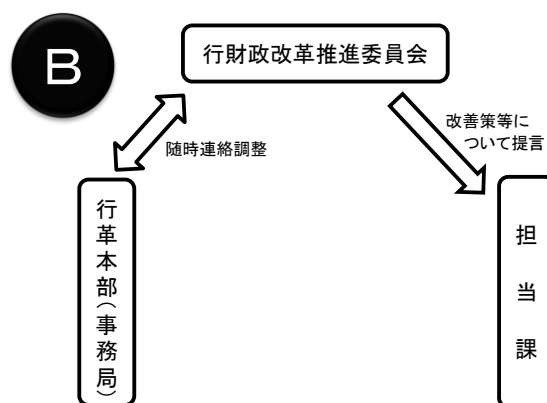 B
行財政改革推進委員会
改善策等に
ついて提言
随時連絡調整
行革本部(事務局)
担当課